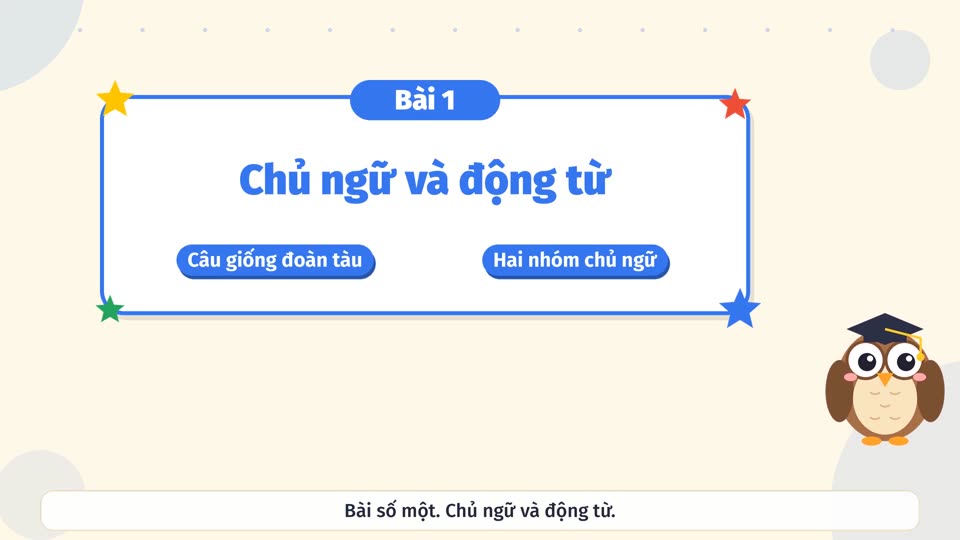 Bài 1
Chủ ngữ và động từ
Câu giống đoàn tàu
Hai nhóm chủ ngữ
Bài số một. Chủ ngữ và động từ.